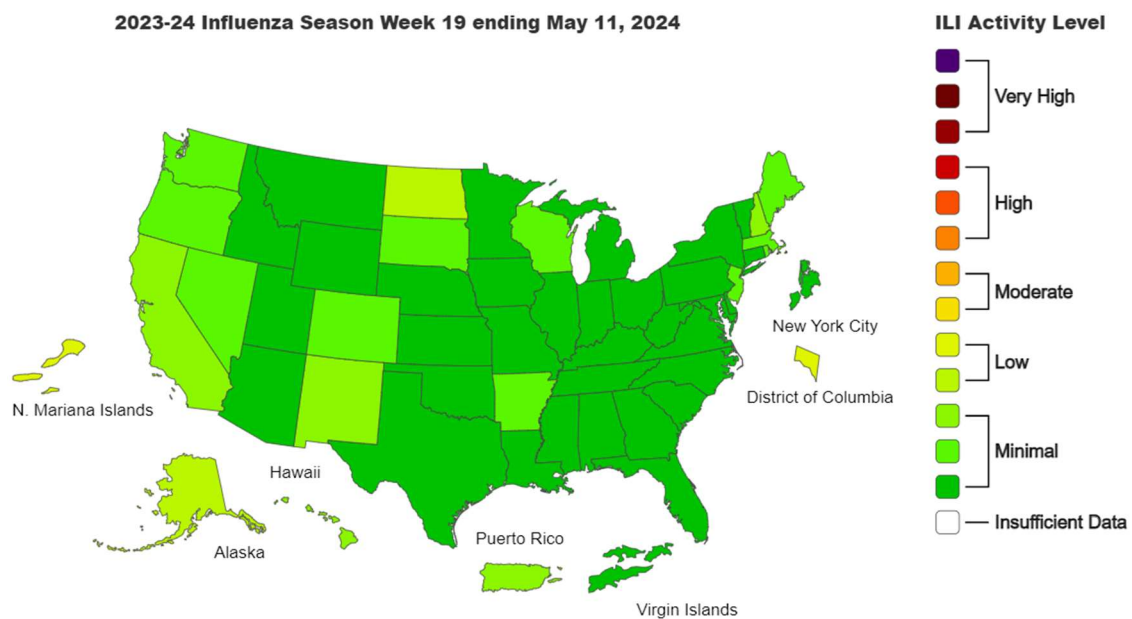 2023-24 Influenza Season Week 19 ending May 11, 2024
ILI Activity Level
Very High
High
Moderate
Low
Minimal
Insufficient Data
New York City
District of Columbia
N. Mariana Islands
Hawaii
Alaska
Puerto Rico
Virgin Islands